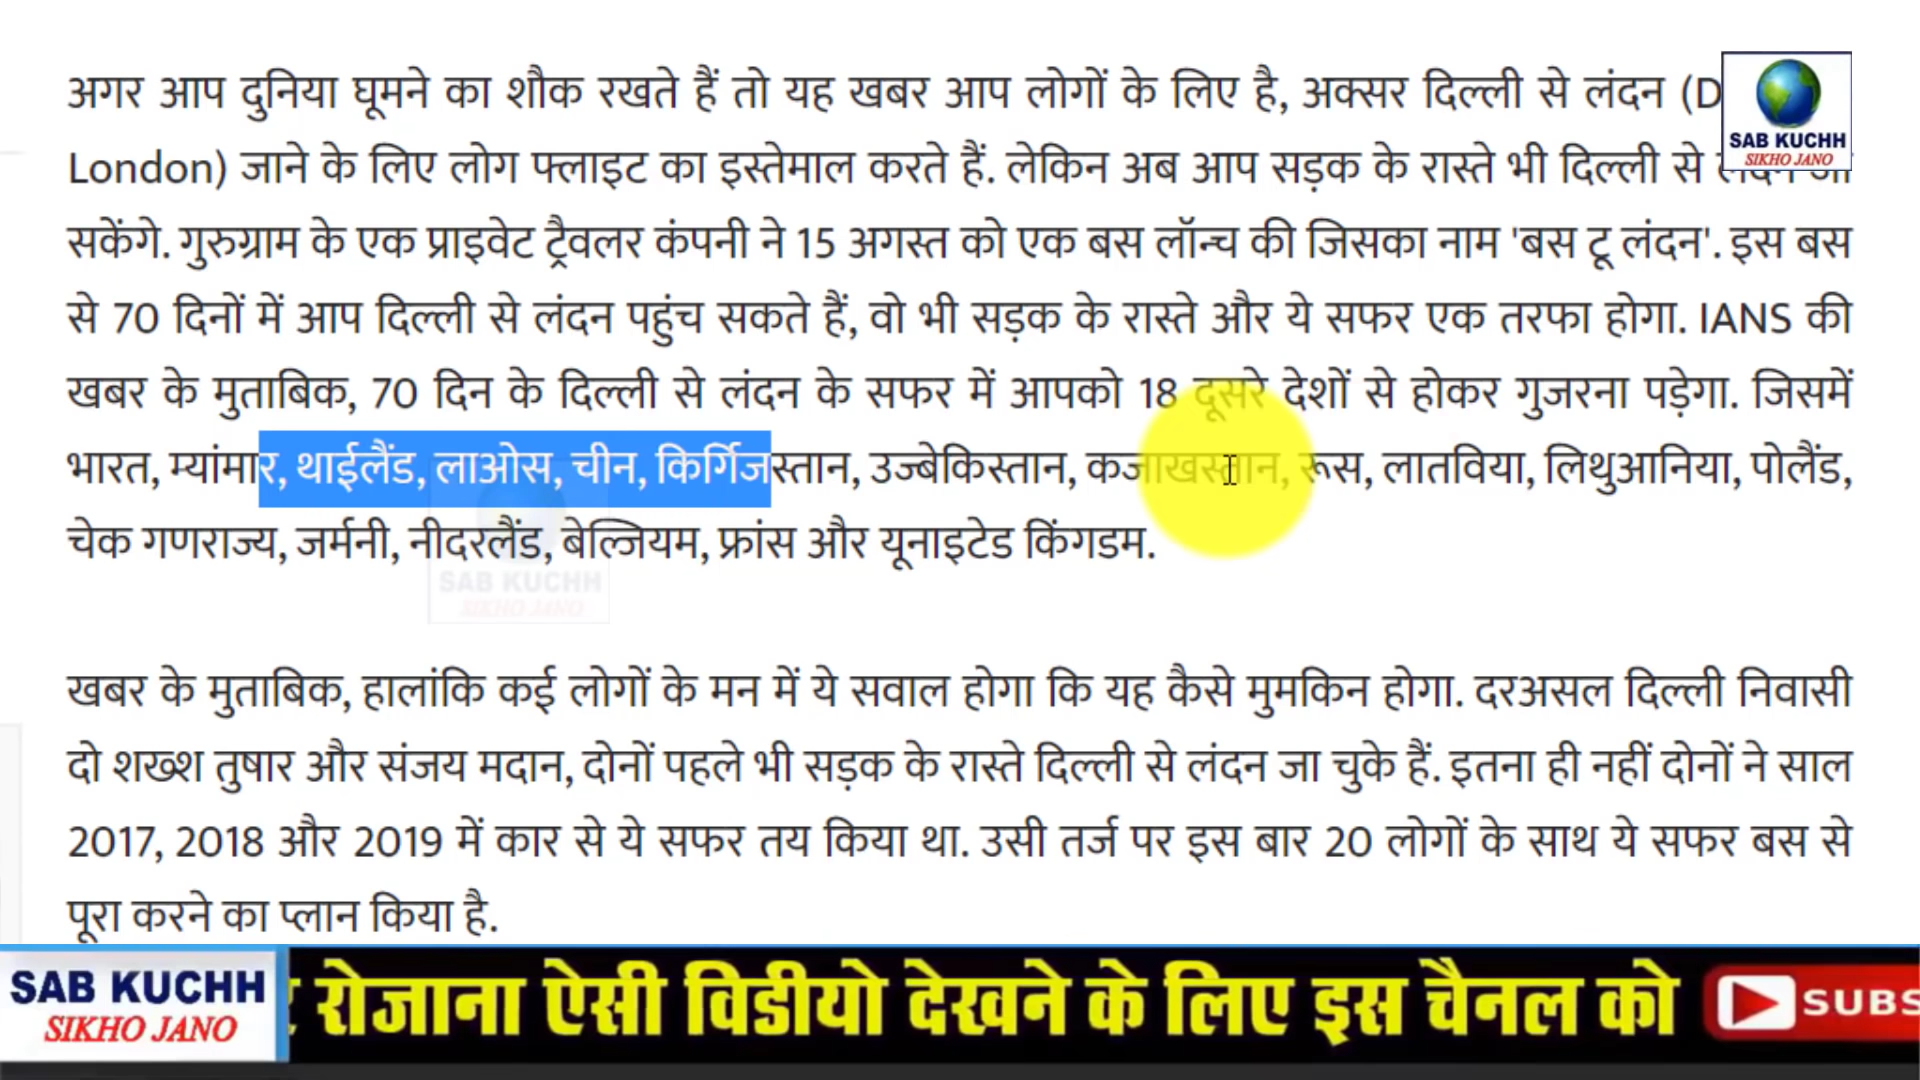 अगर आप दुनिया घूमने का शौक रखते हैं तो यह खबर आप लोगों के लिए है, अक्सर दिल्ली से लंदन (D
London) जाने के लिए लोग फ्लाइट का इस्तेमाल करते हैं. लेकिन अब आप सड़क के रास्ते भी दिल्ली से
सकेंगे. गुरुग्राम के एक प्राइवेट ट्रैवलर कंपनी ने 15 अगस्त को एक बस लॉन्च की जिसका नाम 'बस टू लंदन'. इस बस
से 70 दिनों में आप दिल्ली से लंदन पहुंच सकते हैं, वो भी सड़क के रास्ते और ये सफर एक तरफा होगा. IANS की
खबर के मुताबिक, 70 दिन के दिल्ली से लंदन के सफर में आपको 18 दूसरे देशों से होकर गुजरना पड़ेगा. जिसमें
भारत, म्यांमार, थाईलैंड, लाओस, चीन, किर्गिजस्तान, उज्बेकिस्तान, कजाखस्तान, रूस, लातविया, लिथुआनिया, पोलैंड,
चेक गणराज्य, जर्मनी, नीदरलैंड, बेल्जियम, फ्रांस और यूनाइटेड किंगडम.
खबर के मुताबिक, हालांकि कई लोगों के मन में ये सवाल होगा कि यह कैसे मुमकिन होगा. दरअसल दिल्ली निवासी
दो शख्श तुषार और संजय मदान, दोनों पहले भी सड़क के रास्ते दिल्ली से लंदन जा चुके हैं. इतना ही नहीं दोनों ने साल
2017, 2018 और 2019 में कार से ये सफर तय किया था. उसी तर्ज पर इस बार 20 लोगों के साथ ये सफर बस से
पूरा करने का प्लान किया है.
SAB KUCHH
SIKHO JANO
SAB KUCHH
SIKHO JANO
SAB KUCHH
SIKHO JANO
रोजाना ऐसी विडीयो देखने के लिए इस चैनल को
SUBS